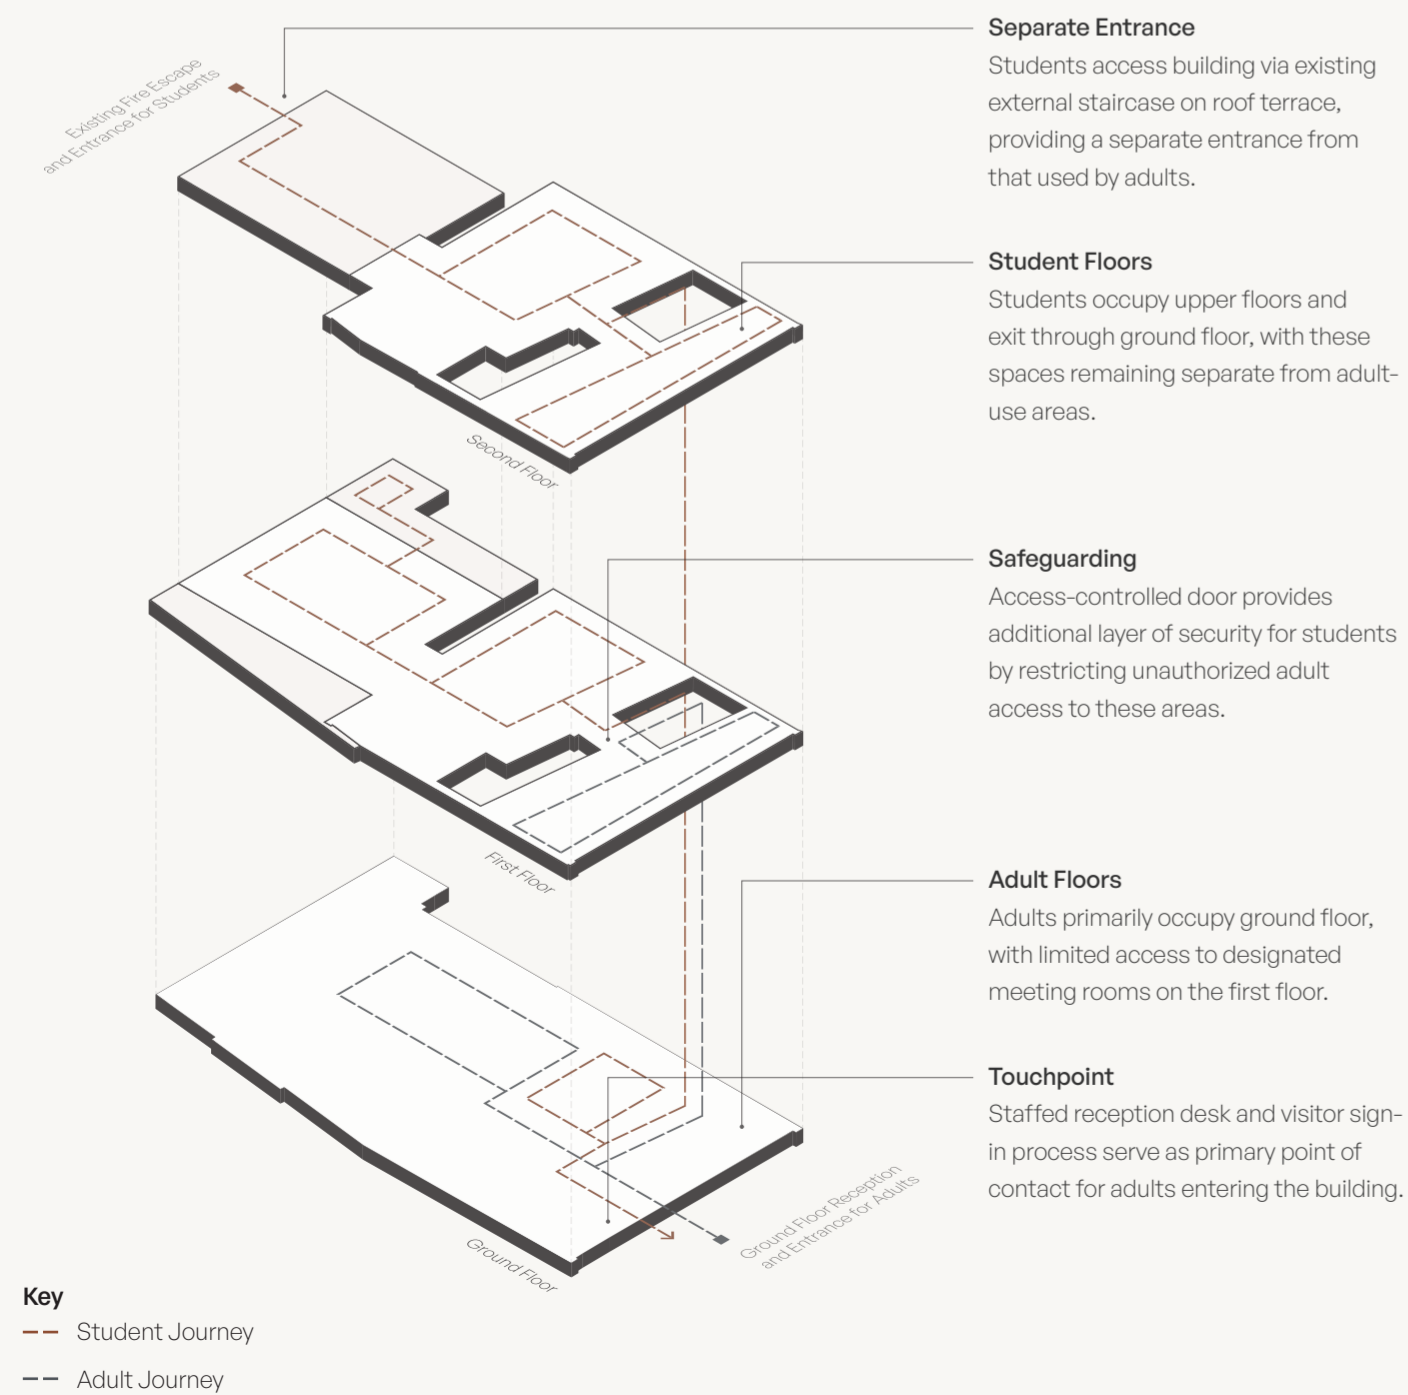 Separate Entrance
Students access building via existing
external staircase on roof terrace,
providing a separate entrance from
that used by adults.
Existing Fire Escape
and Entrance for Students
Student Floors
Students occupy upper floors and
exit through ground floor, with these
spaces remaining separate from adult-
use areas.
Second Floor
Safeguarding
Access-controlled door provides
additional layer of security for students
by restricting unauthorized adult
access to these areas.
First Floor
Adult Floors
Adults primarily occupy ground floor,
with limited access to designated
meeting rooms on the first floor.
Touchpoint
Staffed reception desk and visitor sign-
in process serve as primary point of
contact for adults entering the building.
Ground Floor Reception
and Entrance for Adults
Ground Floor
Key
Student Journey
Adult Journey